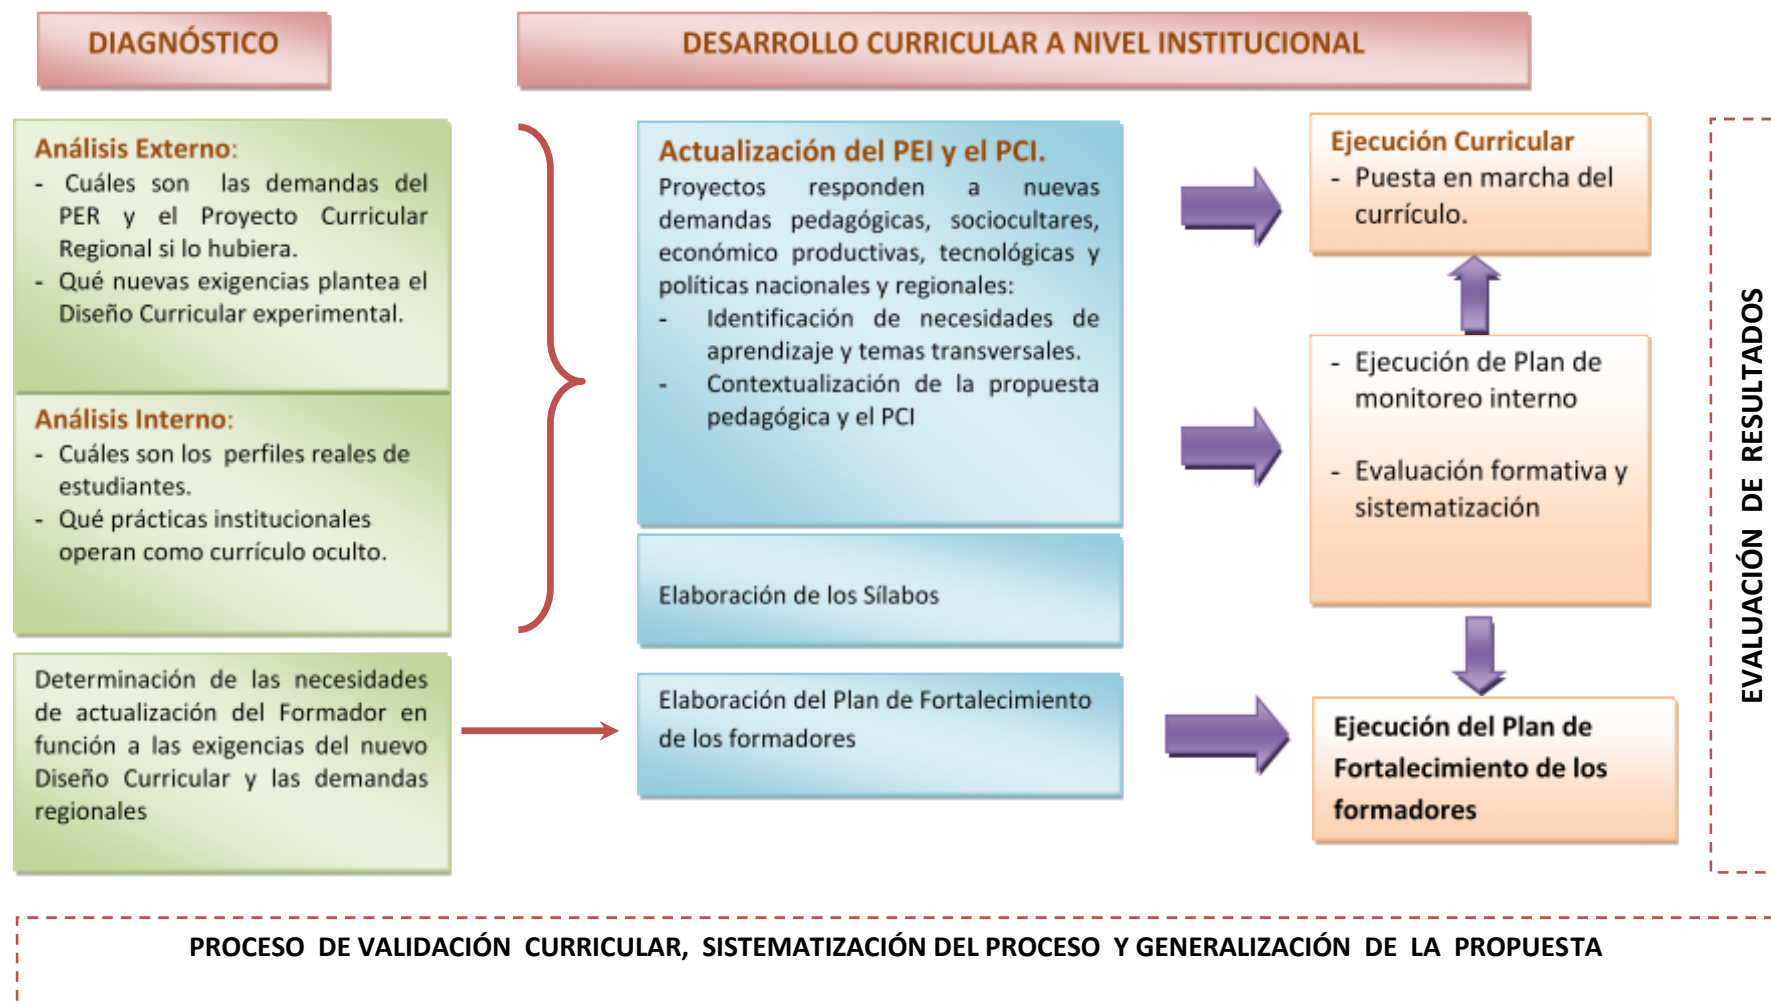 DIAGNÓSTICO
DESARROLLO CURRICULAR A NIVEL INSTITUCIONAL
Análisis Externo:
- Cuáles son las demandas del
PER y el Proyecto Curricular
Regional si lo hubiera.
- Qué nuevas exigencias plantea el
Diseño Curricular experimental.
Análisis Interno:
- Cuáles son los perfiles reales de
estudiantes.
- Qué prácticas institucionales
operan como currículo oculto.
Determinación de las necesidades
de actualización del Formador en
función a las exigencias del nuevo
Diseño Curricular y las demandas
regionales
Actualización del PEI y el PCI.
Proyectos responden a nuevas
demandas pedagógicas, sociocultares,
económico productivas, tecnológicas y
políticas nacionales y regionales:
- Identificación de necesidades de
aprendizaje y temas transversales.
- Contextualización de la propuesta
pedagógica y el PCI
Elaboración de los Sílabos
Elaboración del Plan de Fortalecimiento
de los formadores
Ejecución Curricular
- Puesta en marcha del
currículo.
- Ejecución de Plan de
monitoreo interno
- Evaluación formativa y
sistematización
Ejecución del Plan de
Fortalecimiento de los
formadores
EVALUACIÓN DE RESULTADOS
PROCESO DE VALIDACIÓN CURRICULAR, SISTEMATIZACIÓN DEL PROCESO Y GENERALIZACIÓN DE LA PROPUESTA